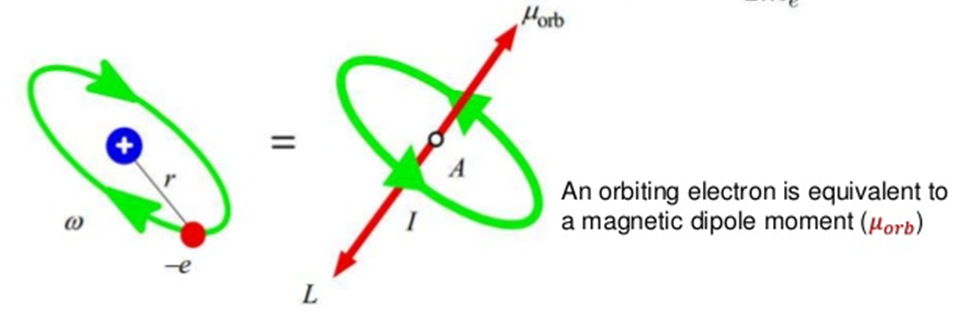 μorb
+
=
r
A
ω
I
−e
L
An orbiting electron is equivalent to
a magnetic dipole moment (μorb)